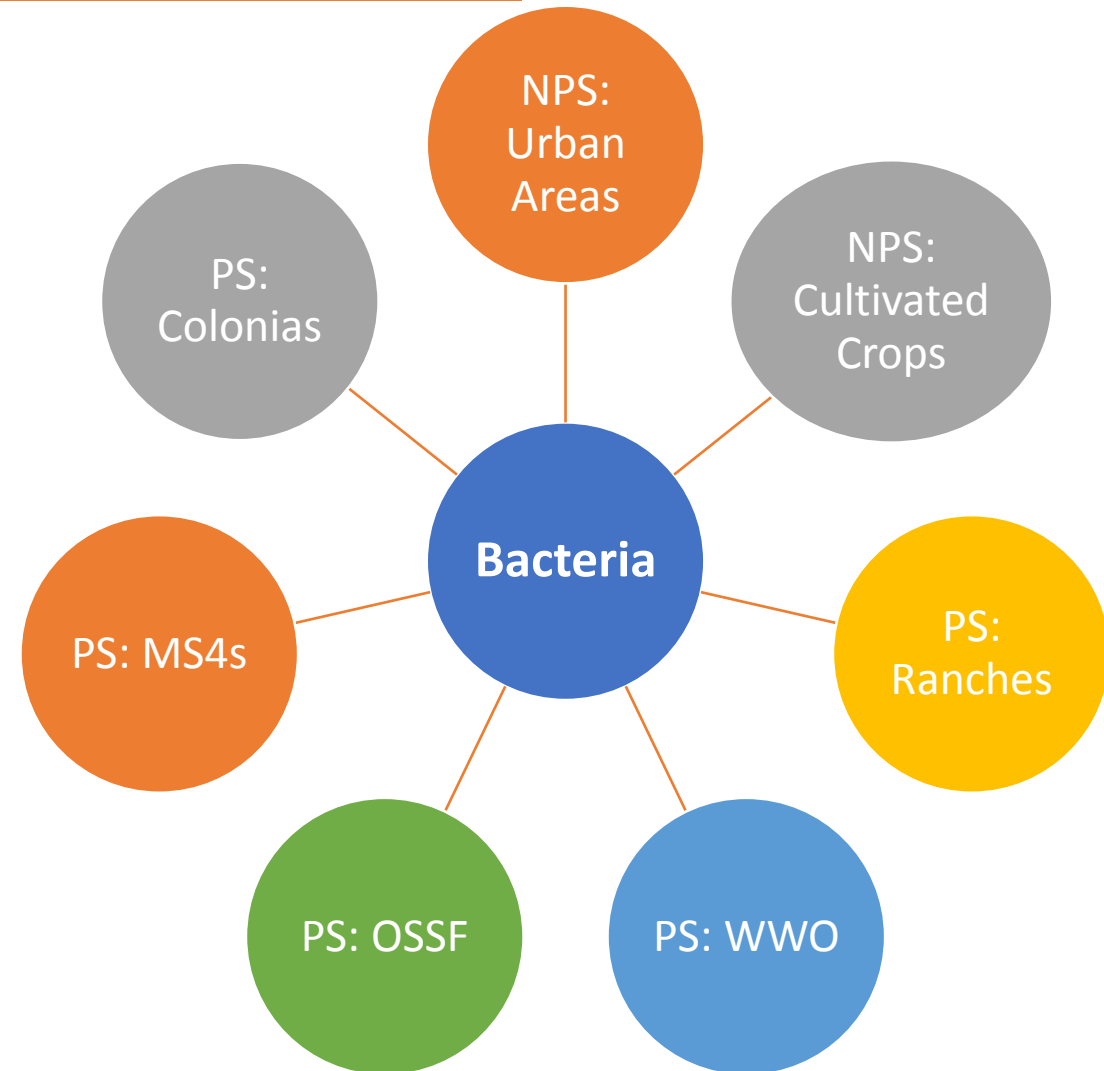 NPS:
Urban
Areas
NPS:
Cultivated
Crops
PS:
Ranches
PS: WWO
PS: OSSF
PS: MS4s
PS:
Colonias
Bacteria